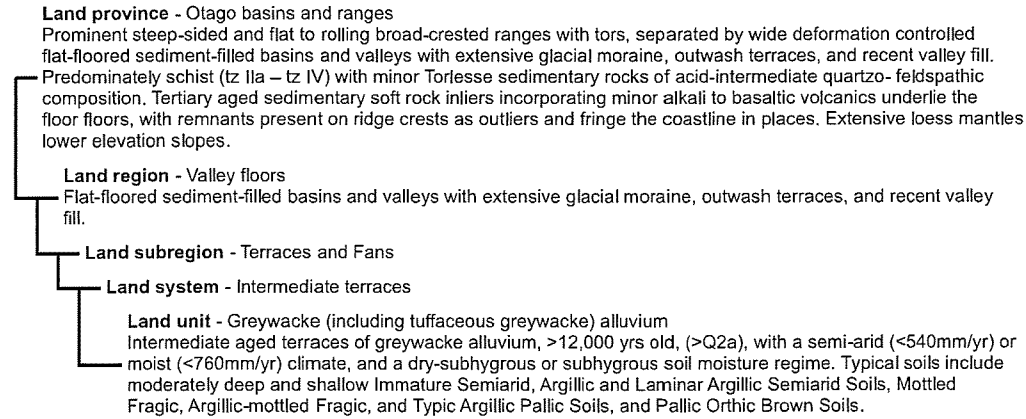 Land province - Otago basins and ranges
Prominent steep-sided and flat to rolling broad-crested ranges with tors, separated by wide deformation controlled
flat-floored sediment-filled basins and valleys with extensive glacial moraine, outwash terraces, and recent valley fill.
Predominately schist (tz IIa – tz IV) with minor Torlesse sedimentary rocks of acid-intermediate quartzo- feldspathic
composition. Tertiary aged sedimentary soft rock inliers incorporating minor alkali to basaltic volcanics underlie the
floor floors, with remnants present on ridge crests as outliers and fringe the coastline in places. Extensive loess mantles
lower elevation slopes.
Land region - Valley floors
Flat-floored sediment-filled basins and valleys with extensive glacial moraine, outwash terraces, and recent valley
fill.
Land subregion - Terraces and Fans
Land system - Intermediate terraces
Land unit - Greywacke (including tuffaceous greywacke) alluvium
Intermediate aged terraces of greywacke alluvium, >12,000 yrs old, (>Q2a), with a semi-arid (<540mm/yr) or
moist (<760mm/yr) climate, and a dry-subhygrous or subhygrous soil moisture regime. Typical soils include
moderately deep and shallow Immature Semiarid, Argillic and Laminar Argillic Semiarid Soils, Mottled
Fragic, Argillic-mottled Fragic, and Typic Argillic Pallic Soils, and Pallic Orthic Brown Soils.